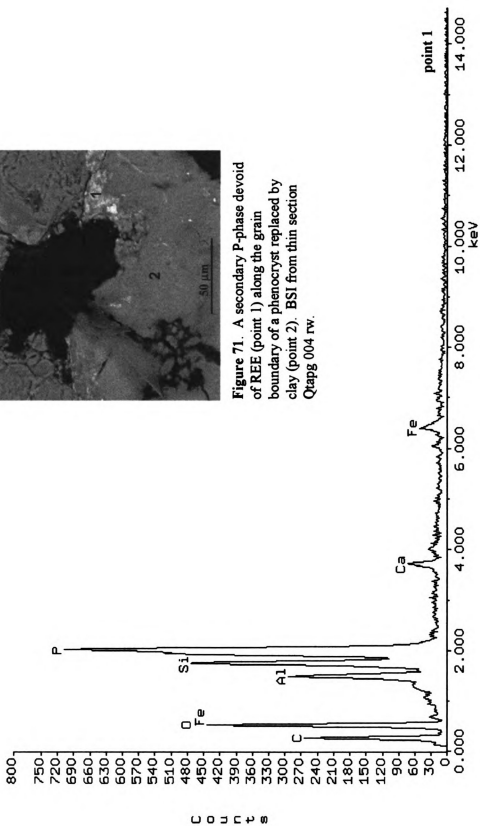 1
2
50 µm
Figure 71. A secondary P-phase devoid
of REE (point 1) along the grain
boundary of a phenocryst replaced by
clay (point 2). BSI from thin section
Qtapg 004 rw.
Counts
800
750
720
690
660
630
600
570
540
510
480
450
420
390
360
330
300
270
240
210
180
150
120
90
60
30
0
C
O
Fe
Al
Si
P
Ca
Fe
point 1
0.000 2.000 4.000 6.000 8.000 10.000 12.000 14.000
keV